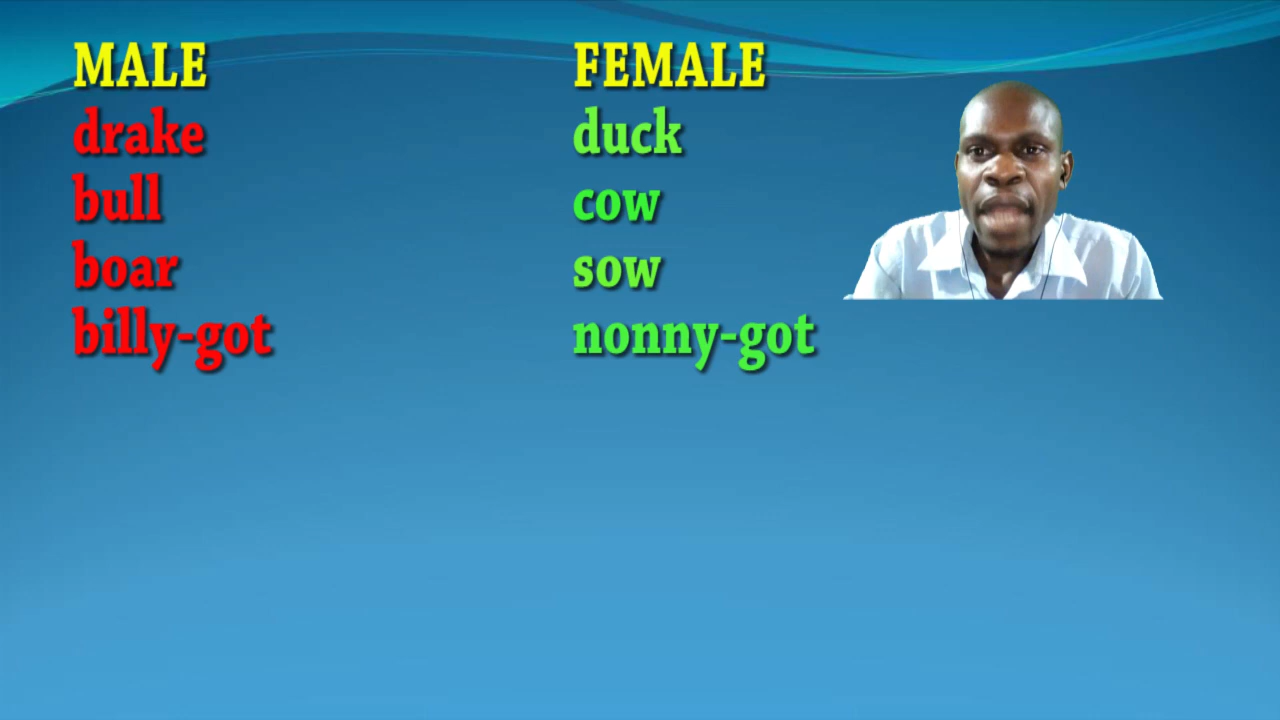 MALE FEMALE
drake duck
bull cow
boar sow
billy-got nonny-got